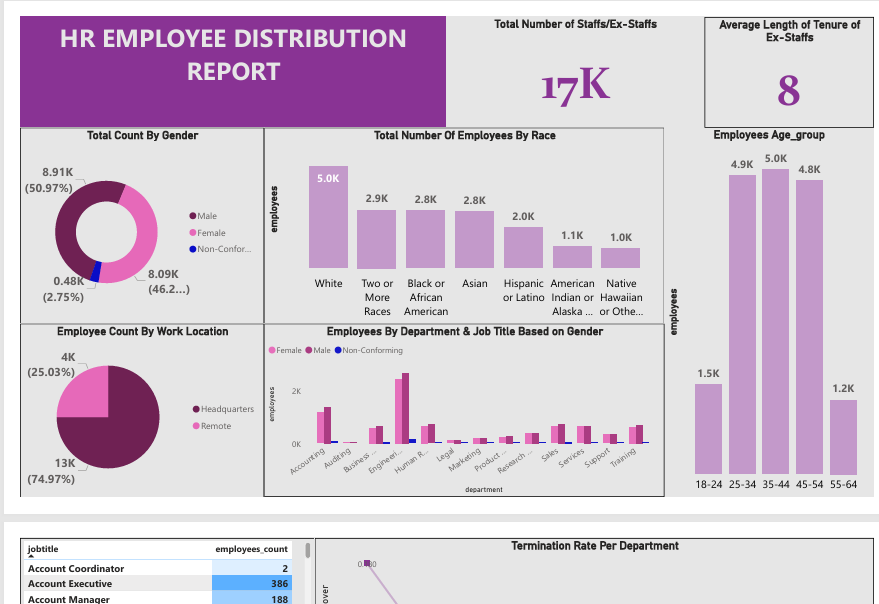 HR EMPLOYEE DISTRIBUTION
REPORT
Total Number of Staffs/Ex-Staffs
17K
Average Length of Tenure of
Ex-Staffs
8
Total Count By Gender
8.91K
(50.97%)
0.48K
(2.75%)
8.09K
(46.2...)
Male
Female
Non-Confor...
Total Number Of Employees By Race
employees
5.0K
2.9K
2.8K
2.8K
2.0K
1.1K
1.0K
White
Two or
More
Races
Black or
African
American
Asian
Hispanic
or Latino
American
Indian or
Alaska ...
Native
Hawaiian
or Othe...
Employees Age_group
employees
1.5K
4.9K
5.0K
4.8K
1.2K
18-24
25-34
35-44
45-54
55-64
Employee Count By Work Location
4K
(25.03%)
13K
(74.97%)
Headquarters
Remote
Employees By Department & Job Title Based on Gender
Female
Male
Non-Conforming
employees
2K
0K
Accounting
Auditing
Business ...
Engineeri...
Human R...
Legal
Marketing
Product ...
Research ...
Sales
Services
Support
Training
department
jobtitle
employees_count
Account Coordinator
2
Account Executive
386
Account Manager
188
Termination Rate Per Department
over